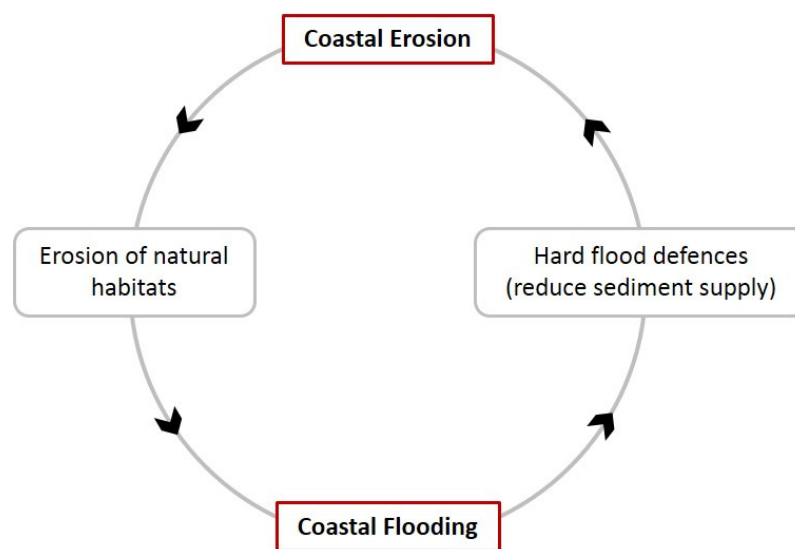 Coastal Erosion
Erosion of natural
habitats
Hard flood defences
(reduce sediment supply)
Coastal Flooding